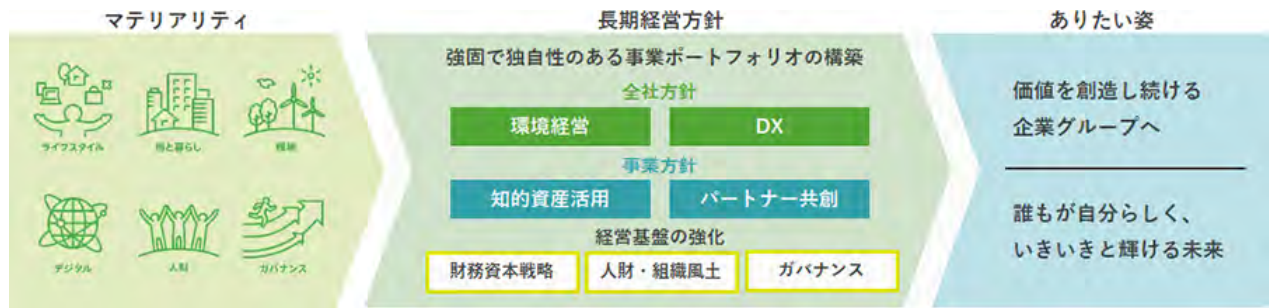 マテリアリティ
ライフスタイル
街と暮らし
環境
デジタル
人財
ガバナンス
長期経営方針
強固で独自性のある事業ポートフォリオの構築
全社方針
環境経営
DX
事業方針
知的資産活用
パートナー共創
経営基盤の強化
財務資本戦略
人財・組織風土
ガバナンス
ありたい姿
価値を創造し続ける
企業グループへ
誰もが自分らしく、
いきいきと輝ける未来